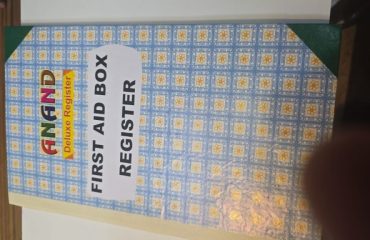 ANAND
Deluxe Register
FIRST AID BOX
REGISTER